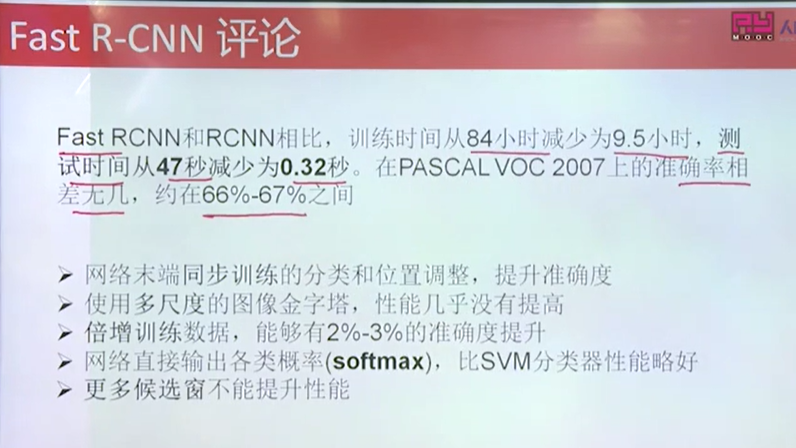 Fast R-CNN 评论
MOOC
Fast RCNN和RCNN相比，训练时间从84小时减少为9.5小时，测
试时间从47秒减少为0.32秒。在PASCAL VOC 2007上的准确率相
差无几，约在66%-67%之间
➢ 网络末端同步训练的分类和位置调整，提升准确度
➢ 使用多尺度的图像金字塔，性能几乎没有提高
➢ 倍增训练数据，能够有2%-3%的准确度提升
➢ 网络直接输出各类概率(softmax)，比SVM分类器性能略好
➢ 更多候选窗不能提升性能